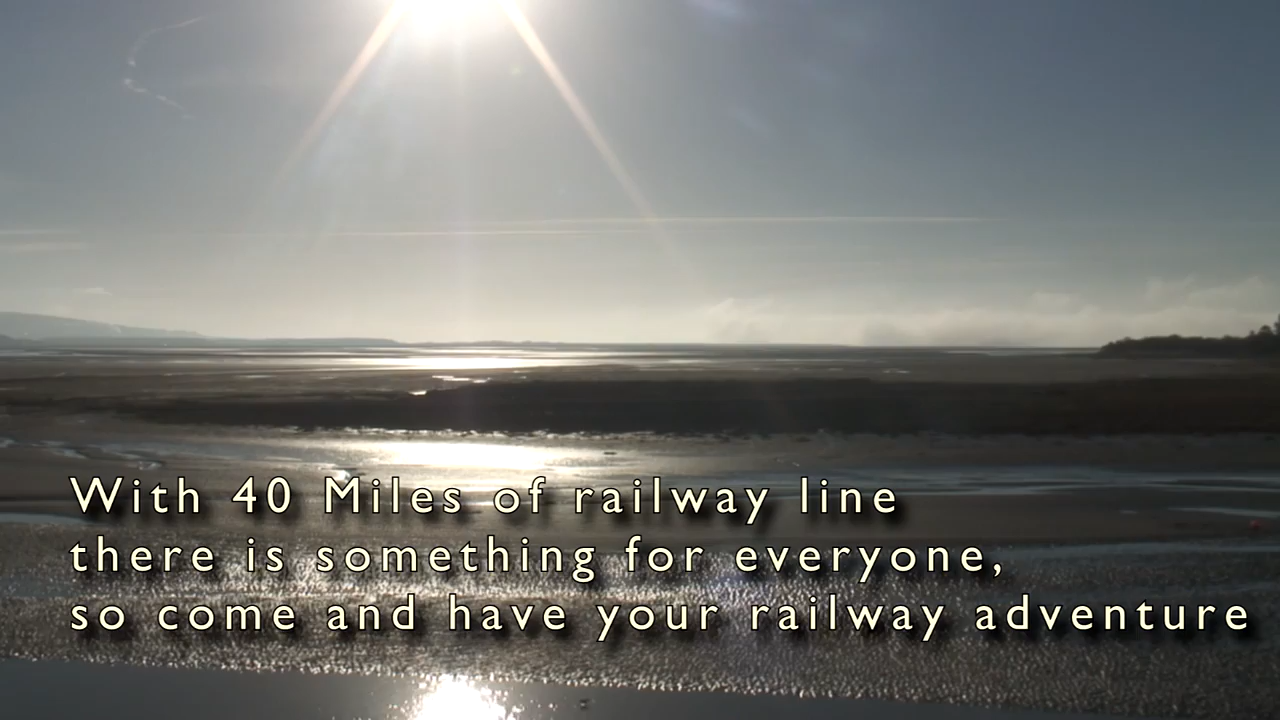 With 40 Miles of railway line
there is something for everyone,
so come and have your railway adventure